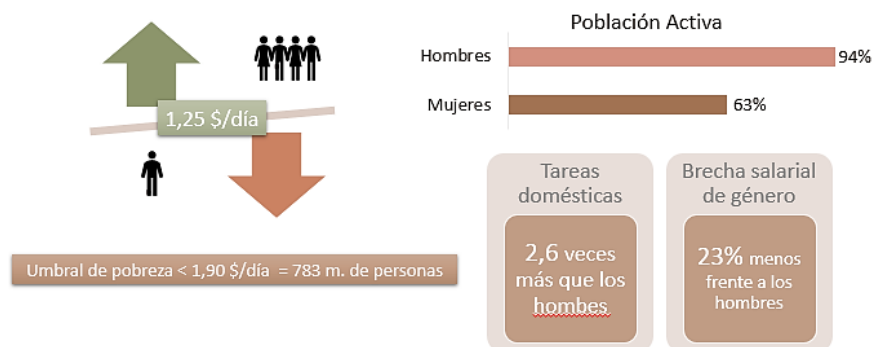 1,25 $/día
Umbral de pobreza < 1,90 $/día = 783 m. de personas
Población Activa
Hombres
94%
Mujeres
63%
Tareas
domésticas
2,6 veces
más que los
hombes
Brecha salarial
de género
23% menos
frente a los
hombres